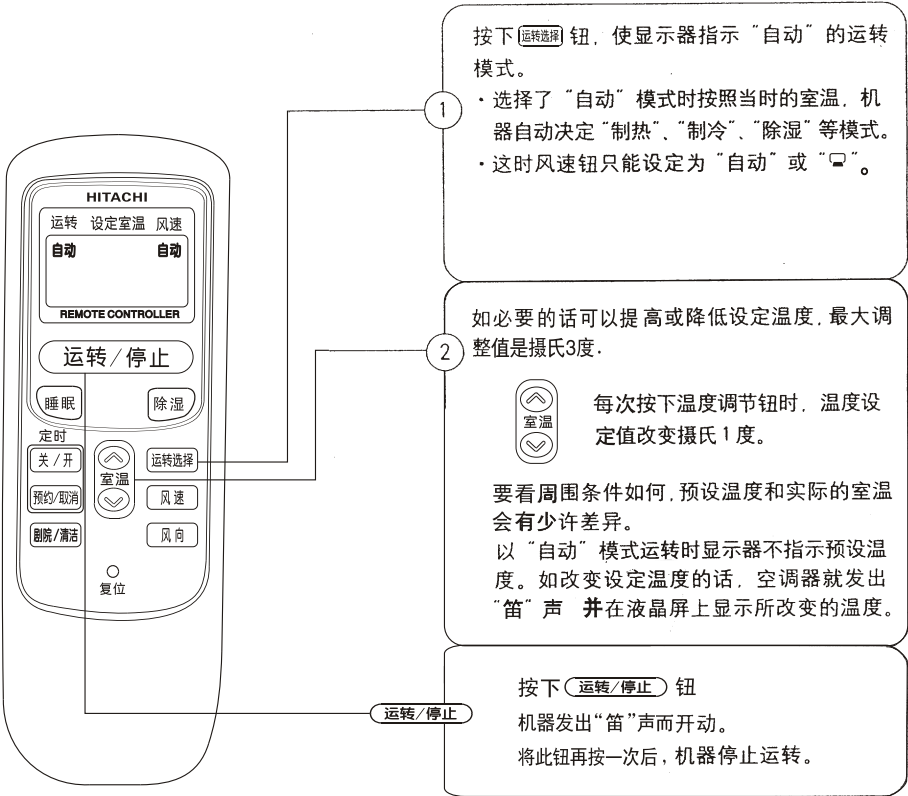 HITACHI
运转 设定室温 风速
自动 自动
REMOTE CONTROLLER
运转/停止
睡眠 除湿
定时
关/开
室温
运转选择
预约/取消
风速
剧院/清洁
风向
复位
1
按下 运转选择 钮，使显示器指示“自动”的运转
模式。
·选择了“自动”模式时按照当时的室温，机
器自动决定“制热”、“制冷”、“除湿”等模式。
·这时风速钮只能设定为“自动”或“ ”。
2
如必要的话可以提高或降低设定温度，最大调
整值是摄氏3度.
室温
每次按下温度调节钮时，温度设
定值改变摄氏1度。
要看周围条件如何，预设温度和实际的室温
会有少许差异。
以“自动”模式运转时显示器不指示预设温
度。如改变设定温度的话，空调器就发出
“笛”声 并在液晶屏上显示所改变的温度。
运转/停止
按下 运转/停止 钮
机器发出“笛”声而开动。
将此钮再按一次后，机器停止运转。